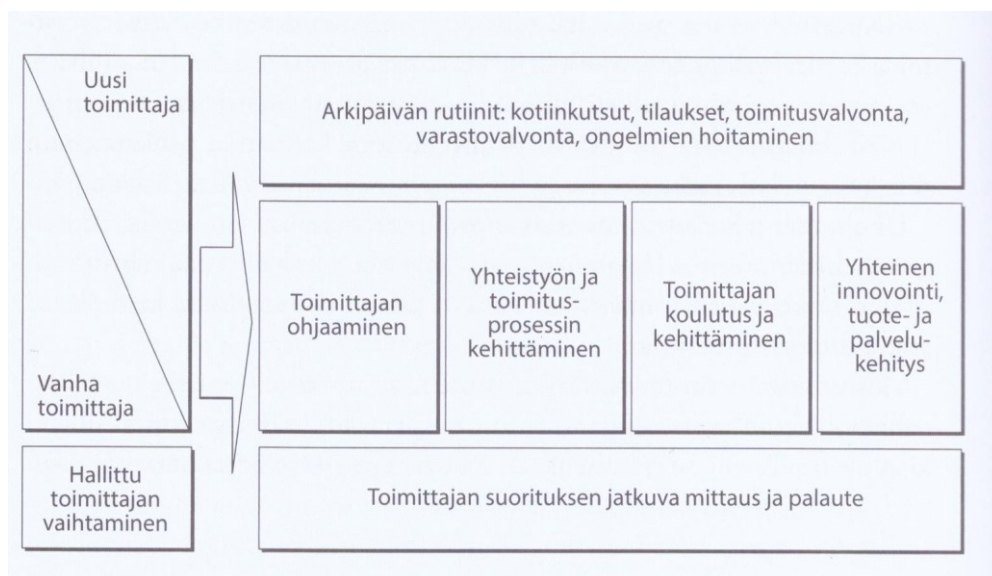 Uusi
toimittaja
Vanha
toimittaja
Hallittu
toimittajan
vaihtaminen
Arkipäivän rutiinit: kotiinkutsut, tilaukset, toimitusvalvonta,
varastovalvonta, ongelmien hoitaminen
Toimittajan
ohjaaminen
Yhteistyön ja
toimitus-
prosessin
kehittäminen
Toimittajan
koulutus ja
kehittäminen
Yhteinen
innovointi,
tuote- ja
palvelu-
kehitys
Toimittajan suorituksen jatkuva mittaus ja palaute